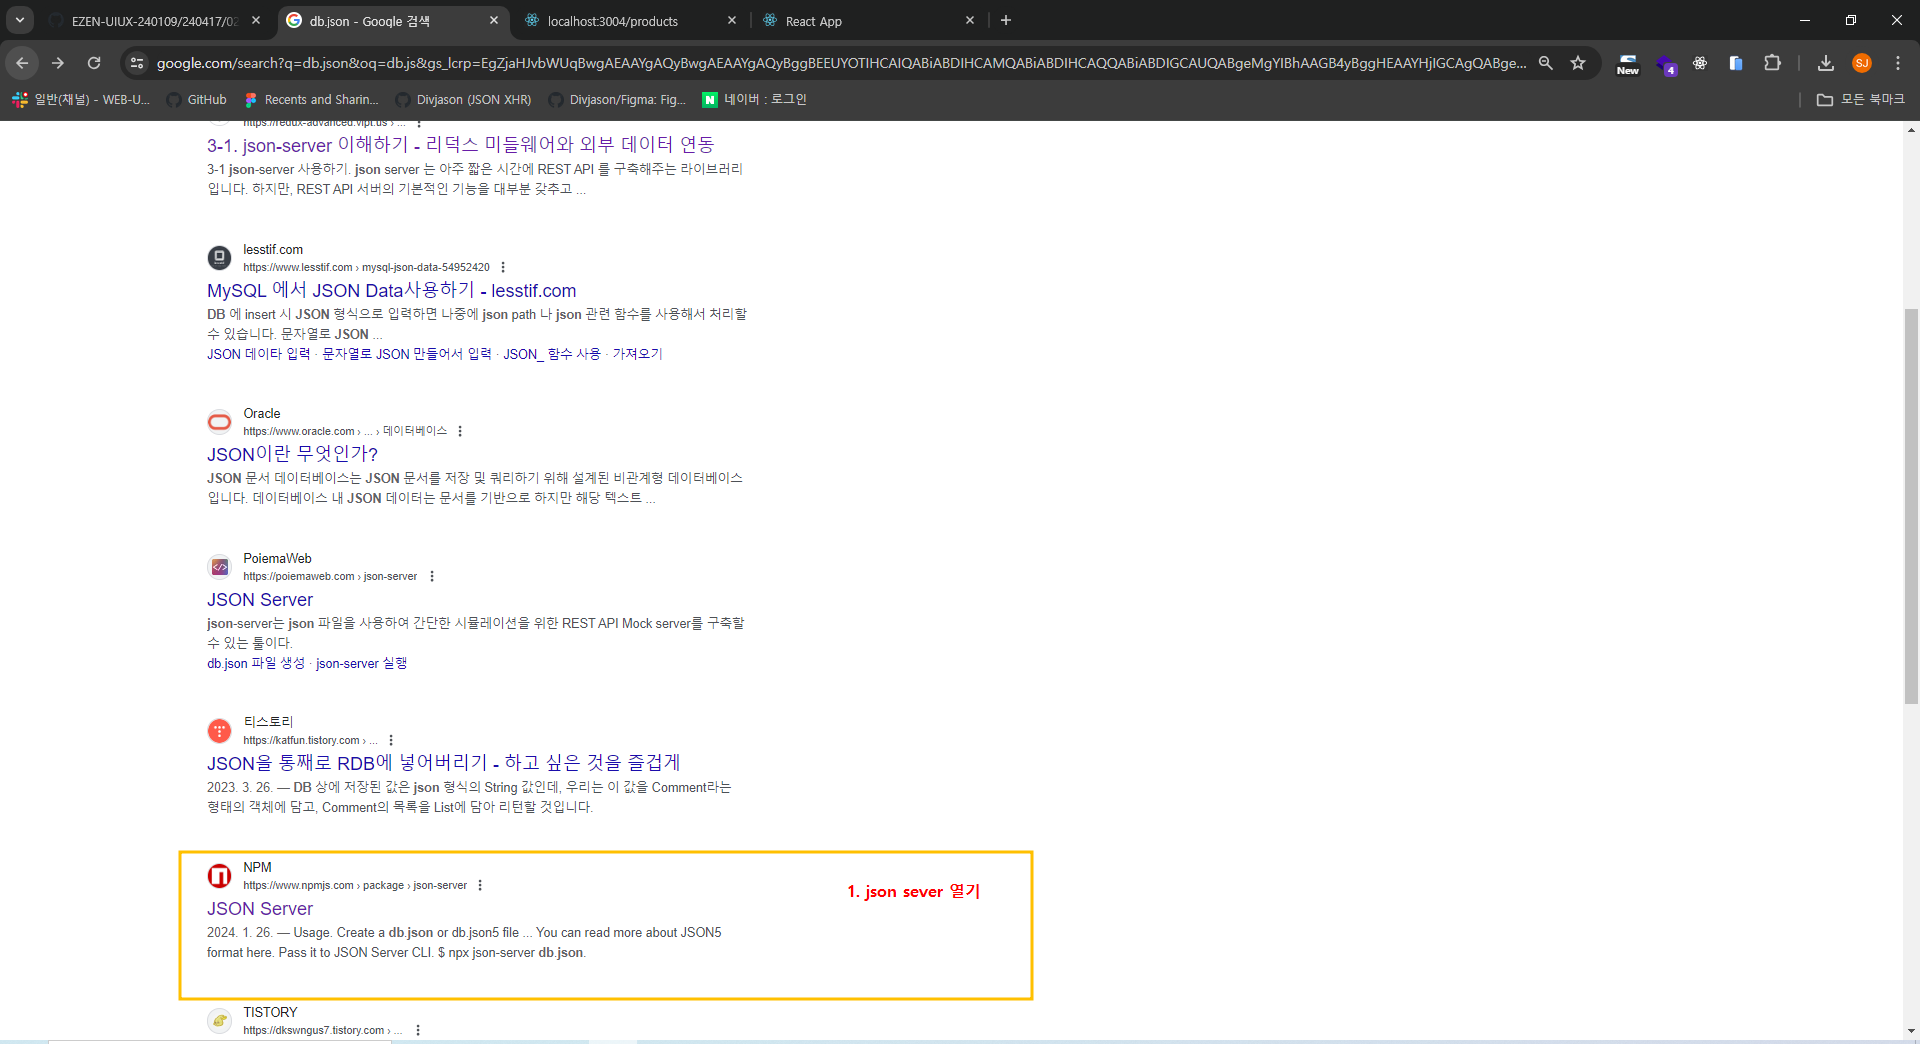 EZEN-UIUX-240109/240417/02
db.json - Google 검색
localhost:3004/products
React App
google.com/search?q=db.json&oq=db.js&gs_lcrp=EgZjaHJvbWUqBwgAEAAYgAQyBwgAEAAYgAQyBggBEEUYOTIHCAIQABiABDIHCAMQABiABDIHCAQQABiABDIGCAUQABgeMgYIBhAAGB4yBggHEAAYHjIGCAgQABge...
New
4
SJ
일반(채널) - WEB-U...
GitHub
Recents and Sharin...
Divjason (JSON XHR)
Divjason/Figma: Fig...
네이버 : 로그인
모든 북마크
https://redux-advanced.vlpt.us › ...
3-1. json-server 이해하기 - 리덕스 미들웨어와 외부 데이터 연동
3-1 json-server 사용하기. json server 는 아주 짧은 시간에 REST API 를 구축해주는 라이브러리
입니다. 하지만, REST API 서버의 기본적인 기능을 대부분 갖추고 ...
lesstif.com
https://www.lesstif.com › mysql-json-data-54952420
MySQL 에서 JSON Data사용하기 - lesstif.com
DB 에 insert 시 JSON 형식으로 입력하면 나중에 json path 나 json 관련 함수를 사용해서 처리할
수 있습니다. 문자열로 JSON ...
JSON 데이타 입력 · 문자열로 JSON 만들어서 입력 · JSON_ 함수 사용 · 가져오기
Oracle
https://www.oracle.com › ... › 데이터베이스
JSON이란 무엇인가?
JSON 문서 데이터베이스는 JSON 문서를 저장 및 쿼리하기 위해 설계된 비관계형 데이터베이스
입니다. 데이터베이스 내 JSON 데이터는 문서를 기반으로 하지만 해당 텍스트 ...
PoiemaWeb
https://poiemaweb.com › json-server
JSON Server
json-server는 json 파일을 사용하여 간단한 시뮬레이션을 위한 REST API Mock server를 구축할
수 있는 툴이다.
db.json 파일 생성 · json-server 실행
티스토리
https://katfun.tistory.com › ...
JSON을 통째로 RDB에 넣어버리기 - 하고 싶은 것을 즐겁게
2023. 3. 26. — DB 상에 저장된 값은 json 형식의 String 값인데, 우리는 이 값을 Comment라는
형태의 객체에 담고, Comment의 목록을 List에 담아 리턴할 것입니다.
NPM
https://www.npmjs.com › package › json-server
1. json sever 열기
JSON Server
2024. 1. 26. — Usage. Create a db.json or db.json5 file ... You can read more about JSON5
format here. Pass it to JSON Server CLI. $ npx json-server db.json.
TISTORY
https://dkswngus7.tistory.com › ...